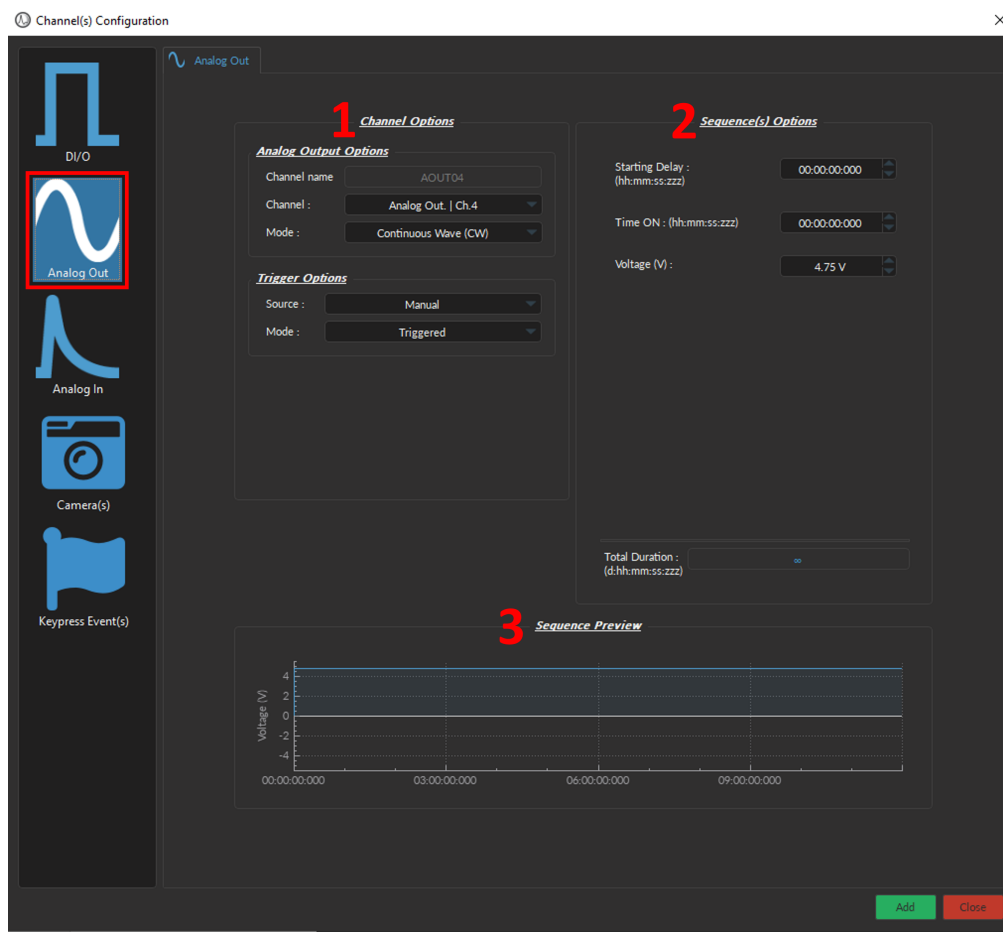 Channel(s) Configuration
DI/O
Analog Out
Analog In
Camera(s)
Keypress Event(s)
Analog Out
1
Channel Options
Analog Output Options
Channel name AOUT04
Channel : Analog Out. | Ch.4
Mode : Continuous Wave (CW)
Trigger Options
Source : Manual
Mode : Triggered
2
Sequence(s) Options
Starting Delay : 00:00:00:000
(hh:mm:ss:zzz)
Time ON : (hh:mm:ss:zzz) 00:00:00:000
Voltage (V) : 4.75 V
Total Duration : ∞
(d:hh:mm:ss:zzz)
3
Sequence Preview
Voltage (V)
4
2
0
-2
-4
00:00:00:000 03:00:00:000 06:00:00:000 09:00:00:000
Add Close